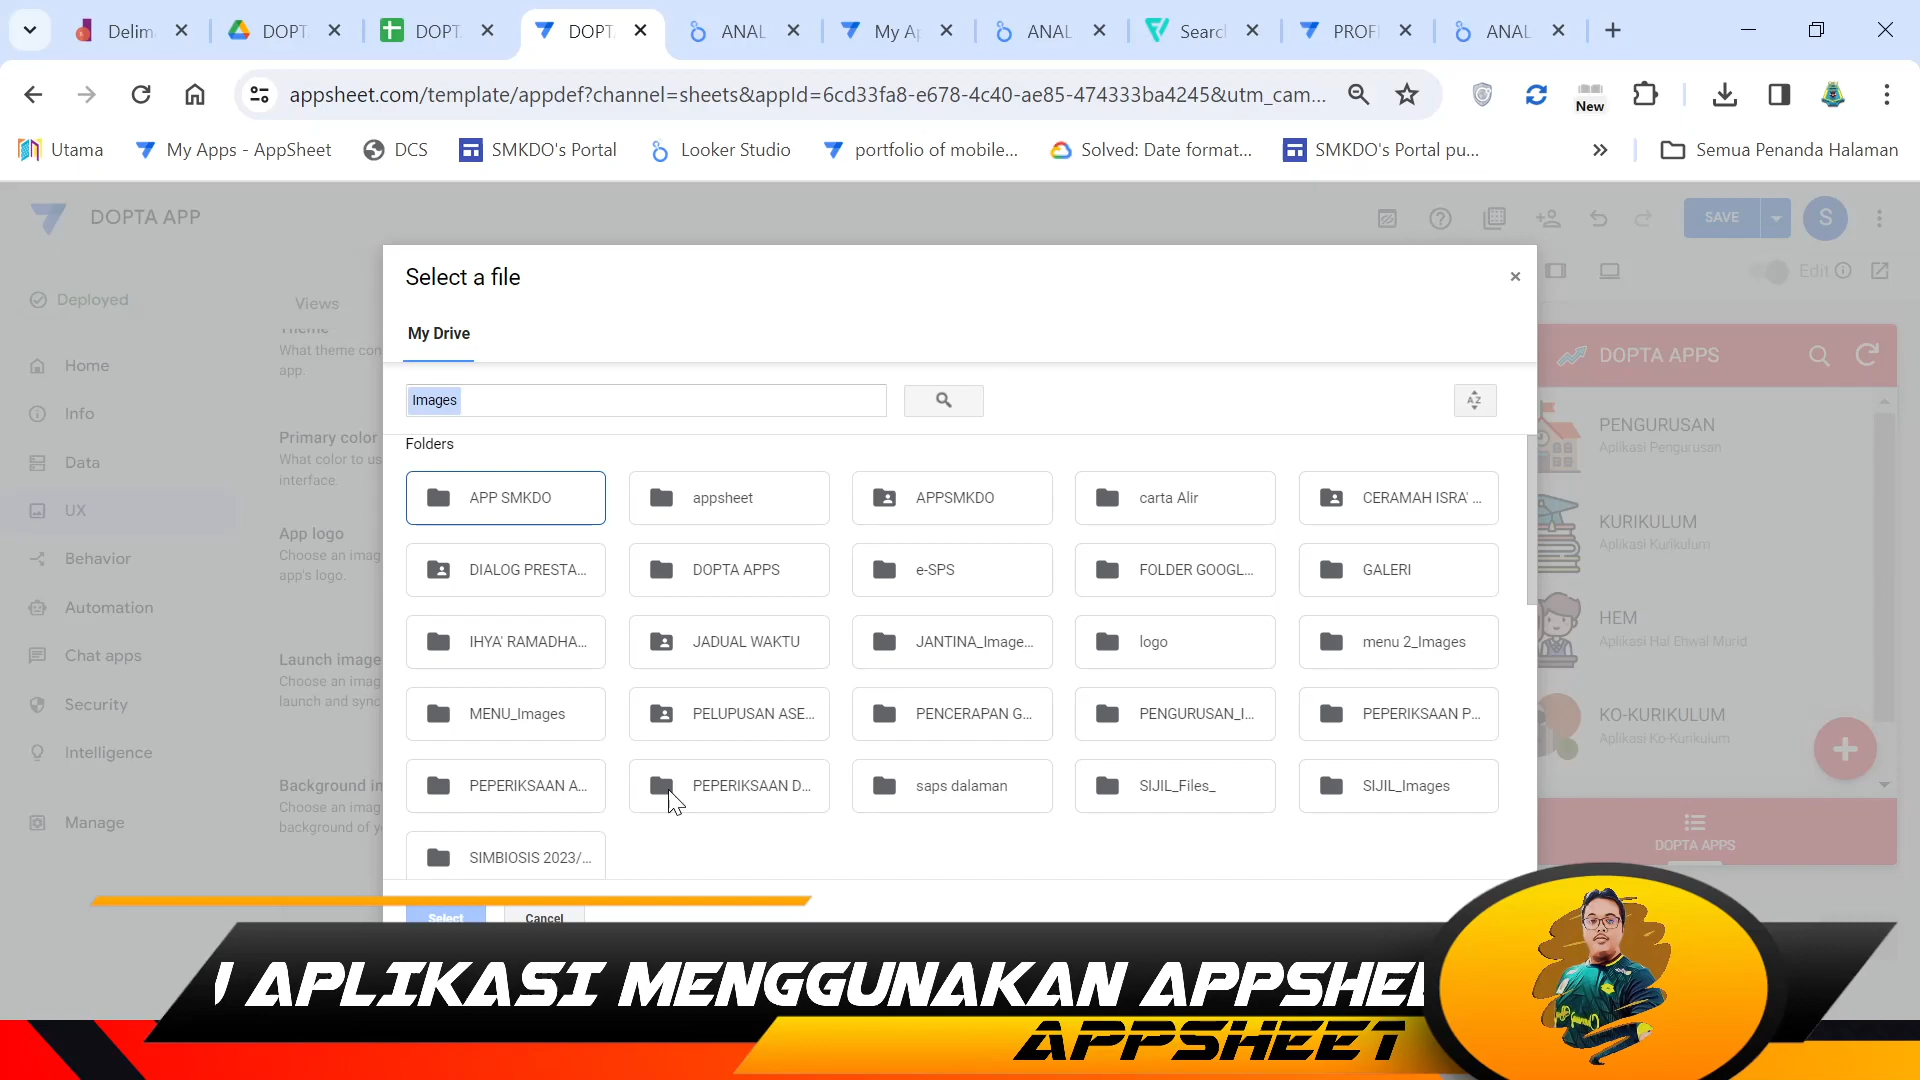 Delim
DOPT
DOPT
DOPT
ANAL
My Ap
ANAL
Search
PROFI
ANAL
appsheet.com/template/appdef?channel=sheets&appId=6cd33fa8-e678-4c40-ae85-474333ba4245&utm_cam...
New
Utama
My Apps - AppSheet
DCS
SMKDO's Portal
Looker Studio
portfolio of mobile...
Solved: Date format...
SMKDO's Portal pu...
Semua Penanda Halaman
DOPTA APP
SAVE
S
Deployed
Home
Info
Data
UX
Behavior
Automation
Chat apps
Security
Intelligence
Manage
Views
Theme
What theme con
app.
Primary color
What color to us
interface.
App logo
Choose an imag
app's logo.
Launch image
Choose an imag
launch and sync
Background in
Choose an imag
background of y
Select a file
×
My Drive
Images
AZ
Folders
APP SMKDO
appsheet
APPSMKDO
carta Alir
CERAMAH ISRA' ...
DIALOG PRESTA...
DOPTA APPS
e-SPS
FOLDER GOOGL...
GALERI
IHYA' RAMADHA...
JADUAL WAKTU
JANTINA_Image...
logo
menu 2_Images
MENU_Images
PELUPUSAN ASE...
PENCERAPAN G...
PENGURUSAN_I...
PEPERIKSAAN P...
PEPERIKSAAN A...
PEPERIKSAAN D...
saps dalaman
SIJIL_Files_
SIJIL_Images
SIMBIOSIS 2023/...
Select
Cancel
Edit
DOPTA APPS
PENGURUSAN
Aplikasi Pengurusan
KURIKULUM
Aplikasi Kurikulum
HEM
Aplikasi Hal Ehwal Murid
KO-KURIKULUM
Aplikasi Ko-Kurikulum
DOPTA APPS
APLIKASI MENGGUNAKAN APPSHE
APPSHEET